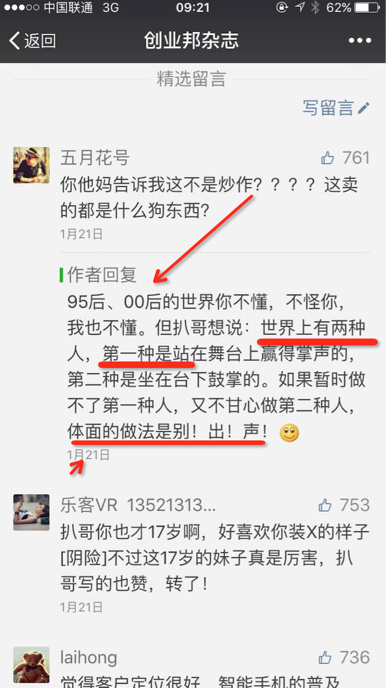 中国联通 3G 09:21 62%
返回 创业邦杂志
精选留言
写留言
五月花号 761
你他妈告诉我这不是炒作？？？？这卖
的都是什么狗东西？
1月21日
作者回复
95后、00后的世界你不懂，不怪你，
我也不懂。但扒哥想说：世界上有两种
人，第一种是站在舞台上赢得掌声的，
第二种是坐在台下鼓掌的。如果暂时做
不了第一种人，又不甘心做第二种人，
体面的做法是别！出！声！
1月21日
乐客VR 13521313... 753
扒哥你也才17岁啊，好喜欢你装X的样子
[阴险]不过这17岁的妹子真是厉害，扒
哥写的也赞，转了！
1月21日
laihong 736
觉得客户定位很好，智能手机的普及